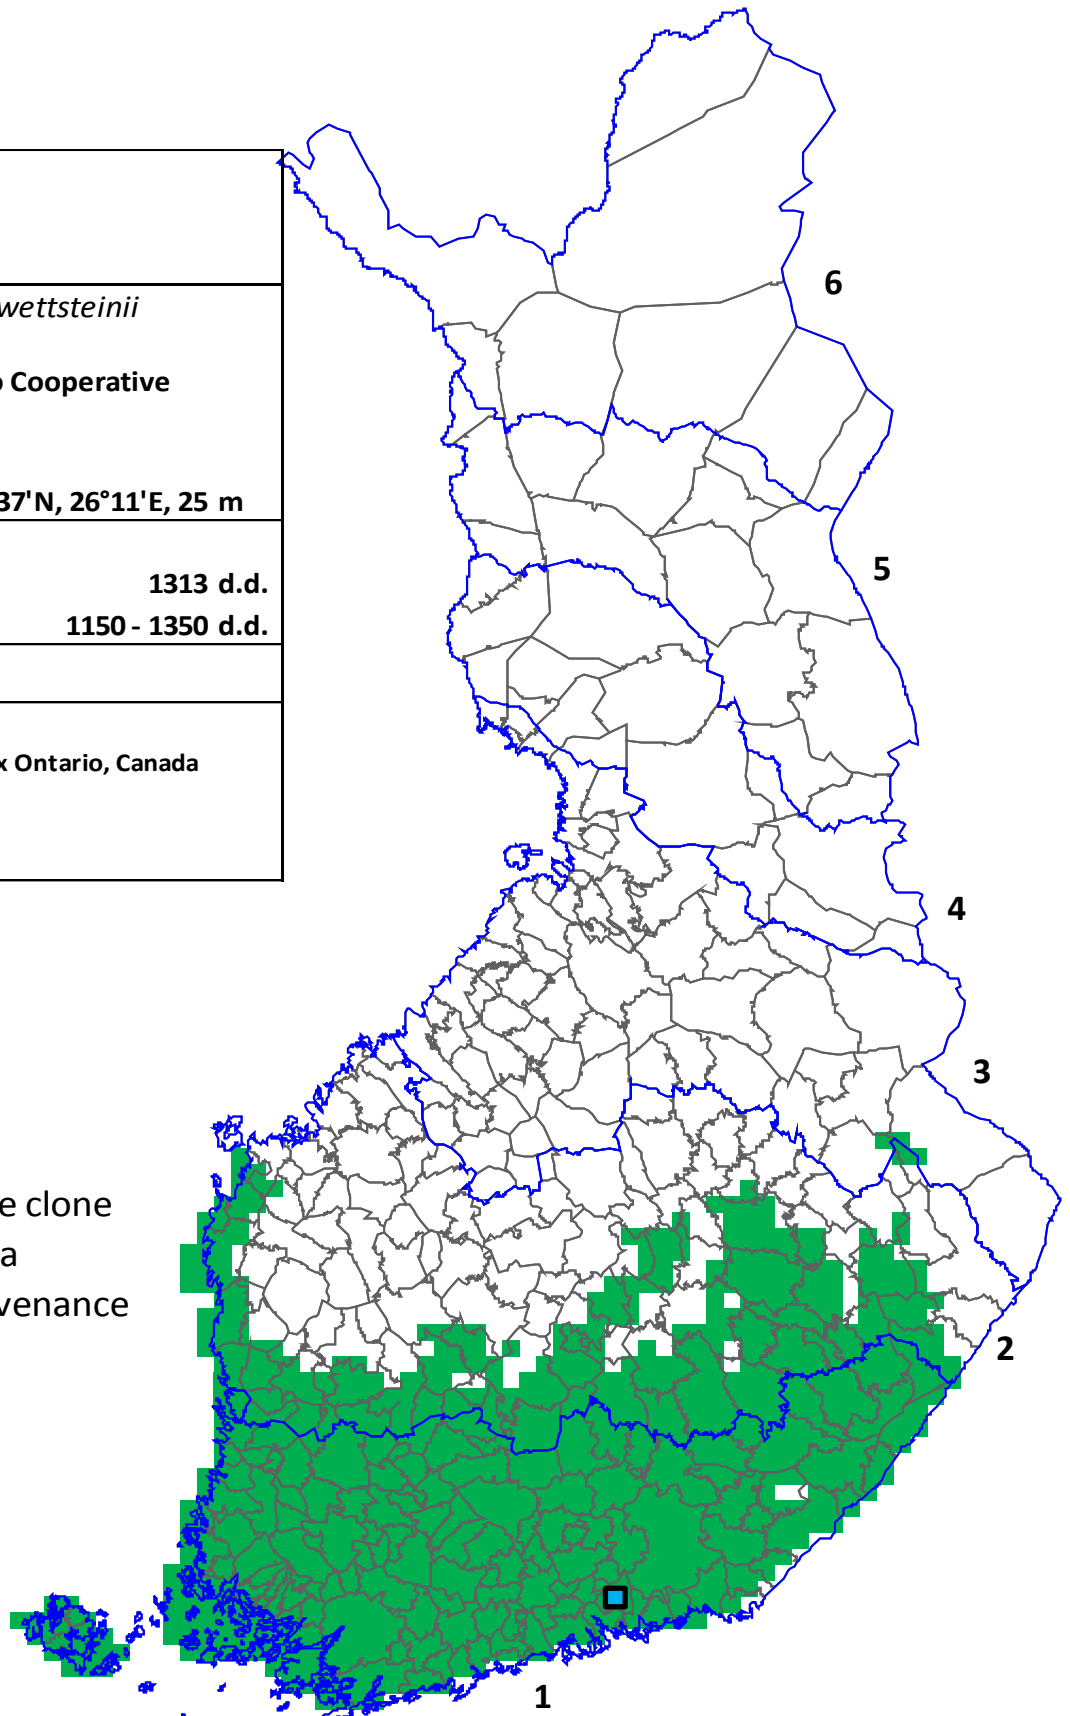 wettsteinii
Cooperative
37'N, 26°11'E, 25 m
1313 d.d.
1150 - 1350 d.d.
x Ontario, Canada
e clone
a
venance
6
5
4
3
2
1